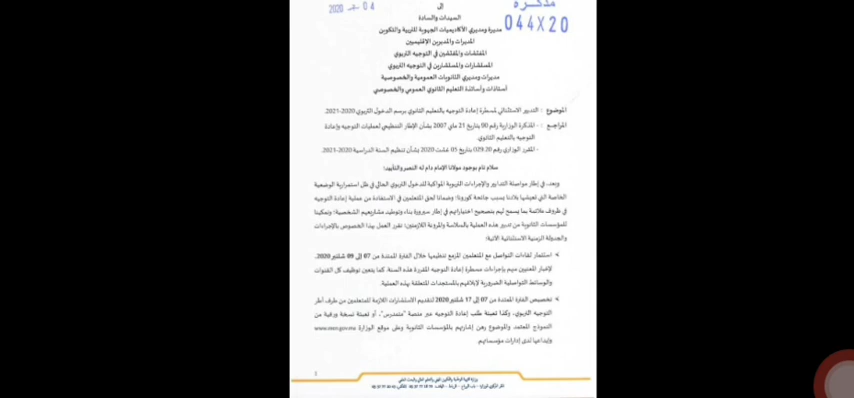 04 2020
مذكرة
044X20
إلى
السيدات والسادة
مديرة ومديري الأكاديميات الجهوية للتربية والتكوين
المديرات والمديرين الإقليميين
المفتشات والمفتشين في التوجيه التربوي
المستشارات والمستشارين في التوجيه التربوي
مديرات ومديري الثانويات العمومية والخصوصية
أستاذات وأساتذة التعليم الثانوي العمومي والخصوصي
الموضوع : التدبير الاستثنائي لمسطرة إعادة التوجيه بالتعليم الثانوي برسم الدخول التربوي 2020-2021.
المراجع : - المذكرة الوزارية رقم 90 بتاريخ 21 ماي 2007 بشأن الإطار التنظيمي لعمليات التوجيه وإعادة
التوجيه بالتعليم الثانوي.
- المقرر الوزاري رقم 029.20 بتاريخ 05 غشت 2020 بشأن تنظيم السنة الدراسية 2020-2021.
سلام تام بوجود مولانا الإمام دام له النصر والتأييد؛
وبعد، في إطار مواصلة التدابير والإجراءات التربوية المواكبة للدخول التربوي الحالي في ظل استمرارية الوضعية
الخاصة التي تعيشها بلادنا بسبب جائحة كورونا؛ وضمانا لحق المتعلمين في الاستفادة من عملية إعادة التوجيه
في ظروف ملائمة بما يسمح لهم بتصحيح اختياراتهم في إطار سيرورة بناء وتوطيد مشاريعهم الشخصية؛ وتمكينا
للمؤسسات الثانوية من تدبير هذه العملية بالسلاسة والمرونة اللازمتين؛ تقرر العمل بهذا الخصوص بالإجراءات
والجدولة الزمنية الاستثنائية الآتية:
استثمار لقاءات التواصل مع المتعلمين المزمع تنظيمها خلال الفترة الممتدة من 07 إلى 09 شتنبر 2020،
لإخبار المعنيين منهم بإجراءات مسطرة إعادة التوجيه المقررة هذه السنة. كما يتعين توظيف كل القنوات
والوسائط التواصلية الضرورية لإبلاغهم بالمستجدات المتعلقة بهذه العملية.
تخصيص الفترة الممتدة من 07 إلى 17 شتنبر 2020 لتقديم الاستشارات اللازمة للمتعلمين من طرف أطر
التوجيه التربوي، وكذا تعبئة طلب إعادة التوجيه عبر منصة "متمدرس"، أو تعبئة نسخة ورقية من
النموذج المعتمد والموضوع رهن إشارتهم بالمؤسسات الثانوية وعلى موقع الوزارة www.men.gov.ma
وإيداعها لدى إدارات مؤسساتهم.
1